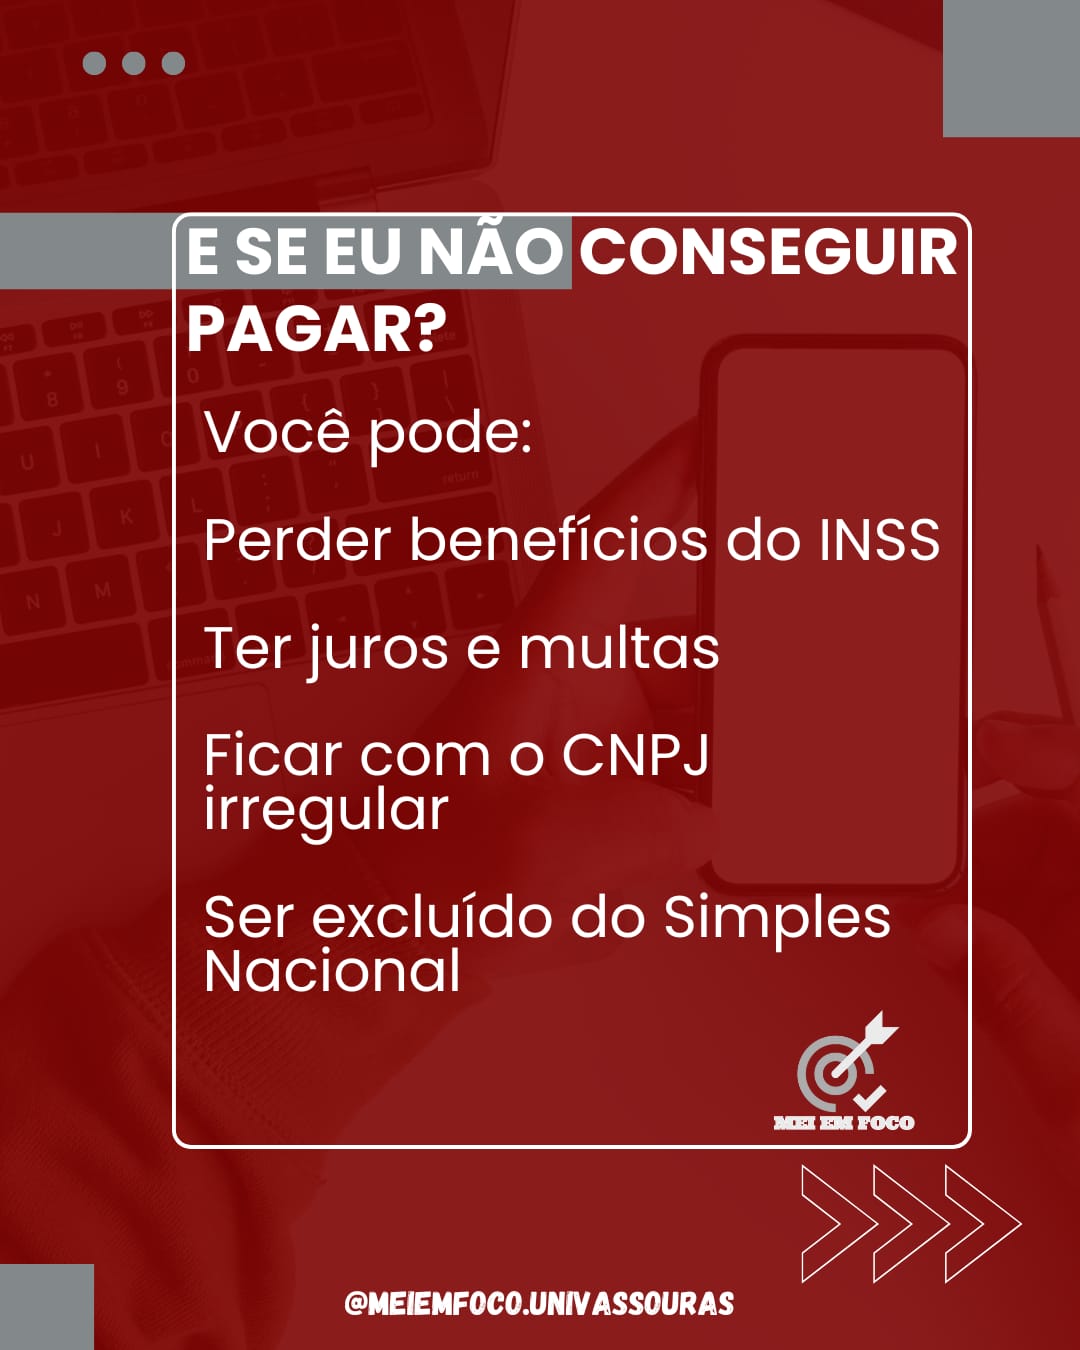 E SE EU NÃO CONSEGUIR
PAGAR?
Você pode:
Perder benefícios do INSS
Ter juros e multas
Ficar com o CNPJ
irregular
Ser excluído do Simples
Nacional
MEI EM FOCO
@MEIEMFOCO.UNIVASSOURAS